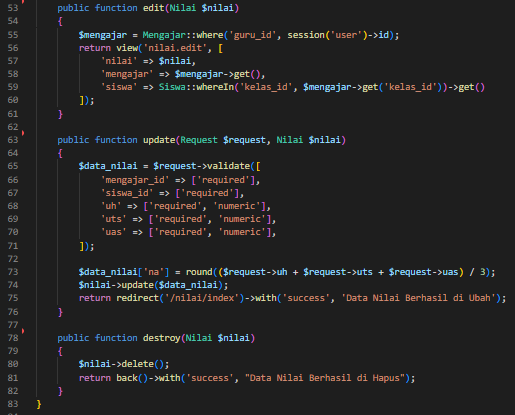 53 public function edit(Nilai $nilai)
54 {
55 $mengajar = Mengajar::where('guru_id', session('user')->id);
56 return view('nilai.edit', [
57 'nilai' => $nilai,
58 'mengajar' => $mengajar->get(),
59 'siswa' => Siswa::whereIn('kelas_id', $mengajar->get('kelas_id'))->get()
60 ]);
61 }
62
63 public function update(Request $request, Nilai $nilai)
64 {
65 $data_nilai = $request->validate([
66 'mengajar_id' => ['required'],
67 'siswa_id' => ['required'],
68 'uh' => ['required', 'numeric'],
69 'uts' => ['required', 'numeric'],
70 'uas' => ['required', 'numeric'],
71 ]);
72
73 $data_nilai['na'] = round(($request->uh + $request->uts + $request->uas) / 3);
74 $nilai->update($data_nilai);
75 return redirect('/nilai/index')->with('success', 'Data Nilai Berhasil di Ubah');
76 }
77
78 public function destroy(Nilai $nilai)
79 {
80 $nilai->delete();
81 return back()->with('success', "Data Nilai Berhasil di Hapus");
82 }
83 }